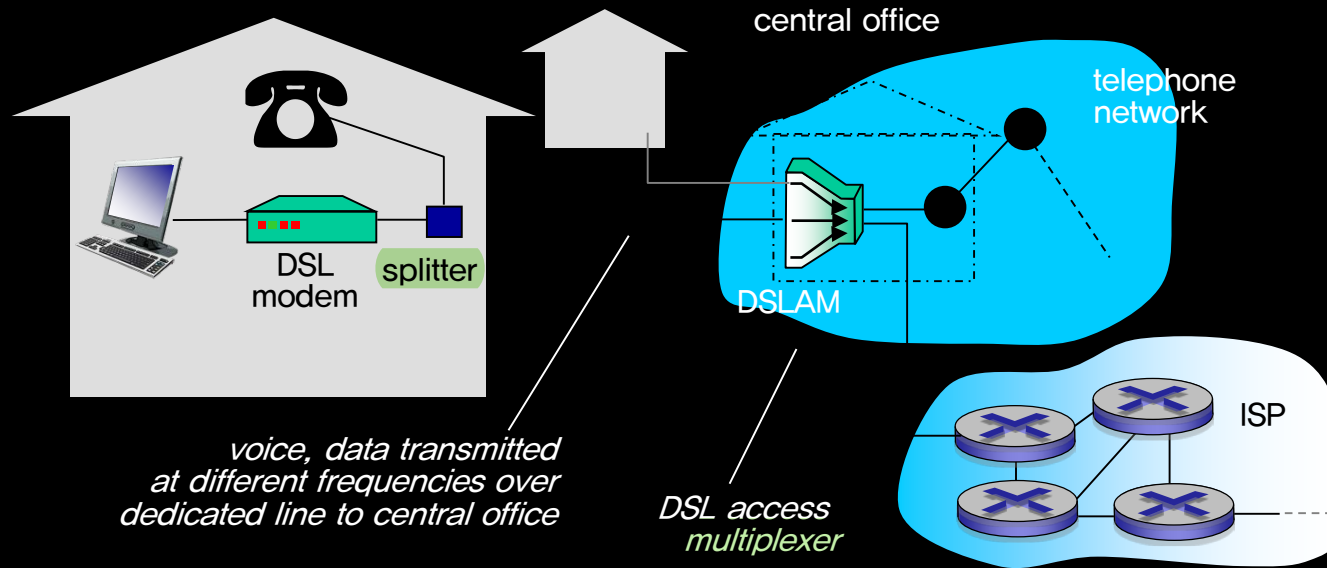 central office
telephone
network
DSL
modem
splitter
DSLAM
ISP
voice, data transmitted
at different frequencies over
dedicated line to central office
DSL access
multiplexer